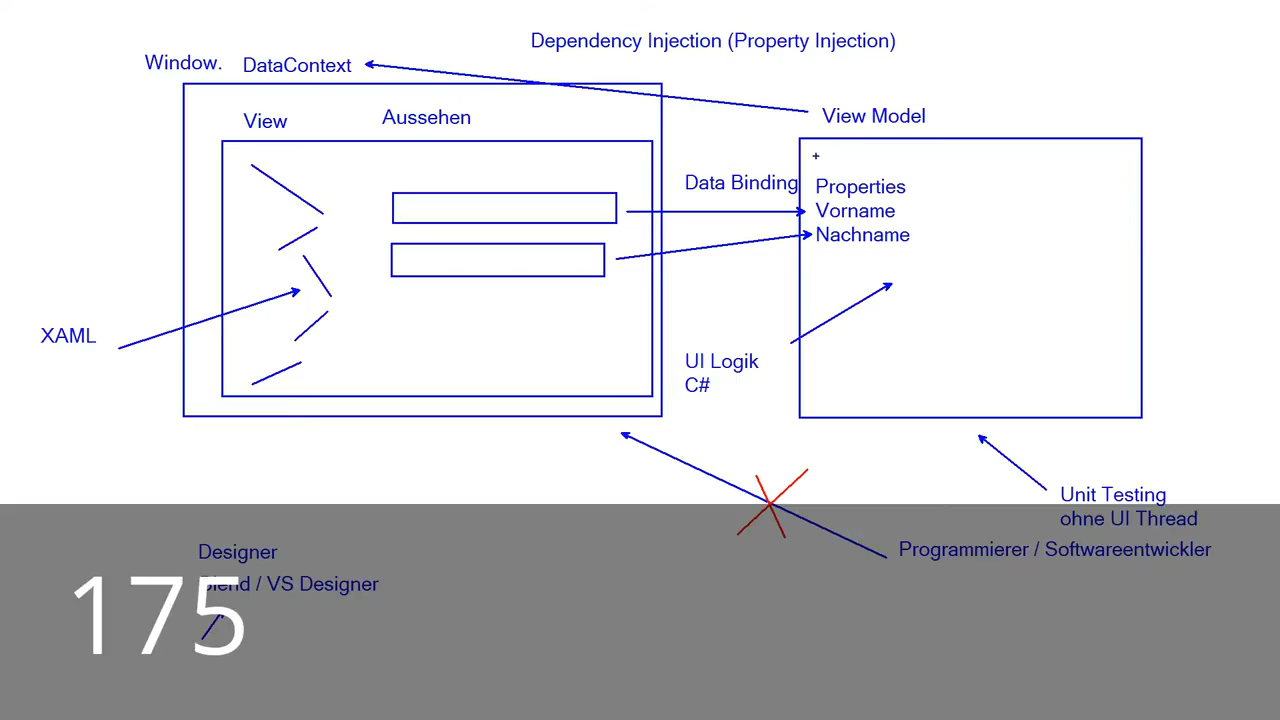 Dependency Injection (Property Injection)
Window. DataContext
View Model
View
Aussehen
Data Binding
Properties
Vorname
Nachname
XAML
UI Logik
C#
Unit Testing
ohne UI Thread
Programmierer / Softwareentwickler
Designer
Blend / VS Designer
175